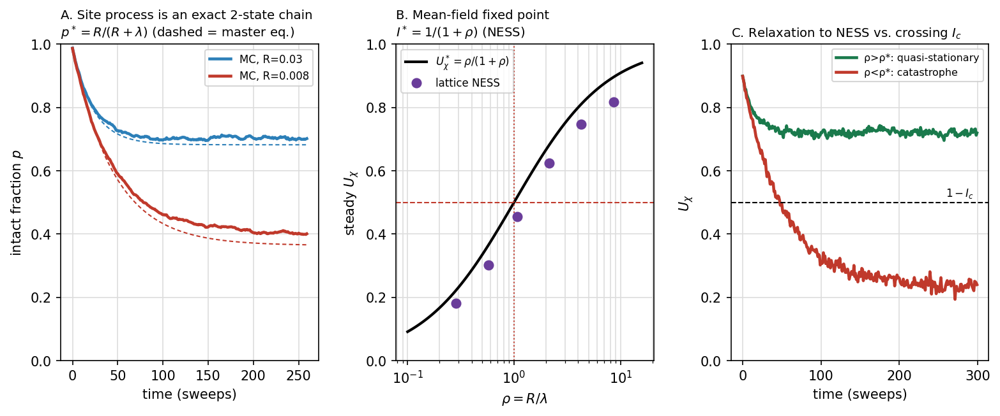 A. Site process is an exact 2-state chain
p* = R/(R + λ) (dashed = master eq.)
MC, R=0.03
MC, R=0.008
intact fraction p
1.0
0.8
0.6
0.4
0.2
0.0
0 50 100 150 200 250
time (sweeps)
B. Mean-field fixed point
I* = 1/(1 + ρ) (NESS)
U*χ = ρ/(1 + ρ)
lattice NESS
steady Uχ
1.0
0.8
0.6
0.4
0.2
0.0
10⁻¹ 10⁰ 10¹
ρ = R/λ
C. Relaxation to NESS vs. crossing Ic
ρ>ρ*: quasi-stationary
ρ<ρ*: catastrophe
1 − Ic
Uχ
1.0
0.8
0.6
0.4
0.2
0.0
0 100 200 300
time (sweeps)